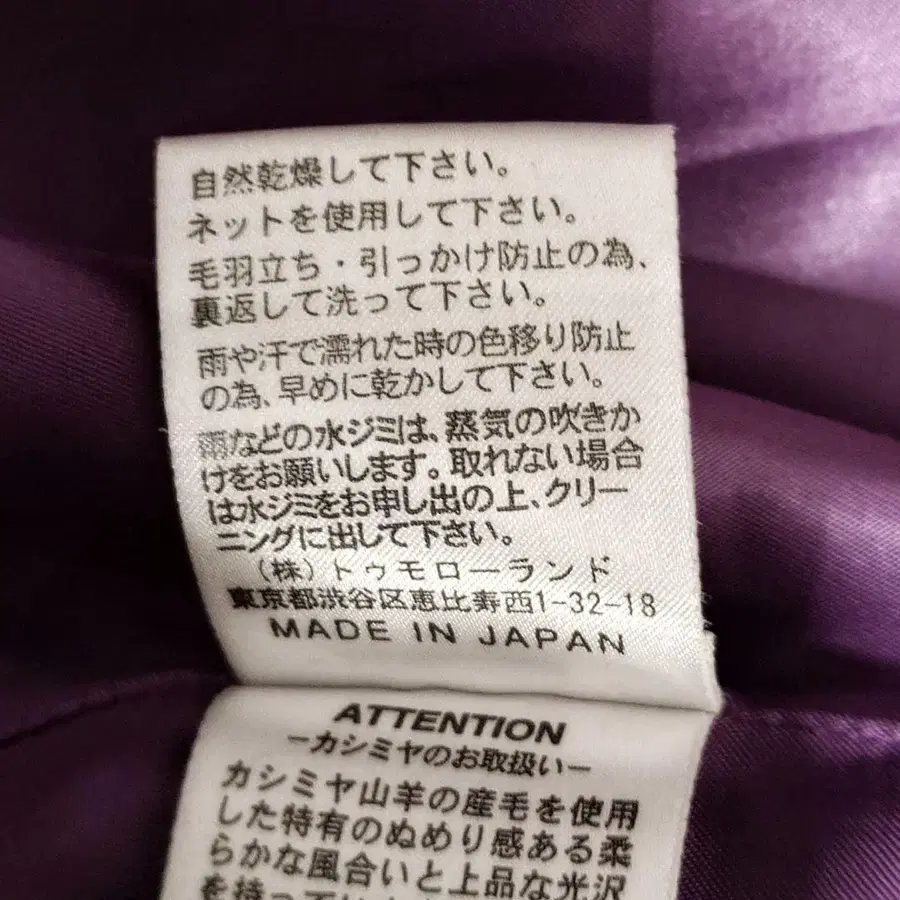 自然乾燥して下さい。
ネットを使用して下さい。
毛羽立ち・引っかけ防止の為、
裏返して洗って下さい。
雨や汗で濡れた時の色移り防止
の為、早めに乾かして下さい。
雨などの水ジミは、蒸気の吹きか
けをお願いします。取れない場合
は水ジミをお申し出の上、クリー
ニングに出して下さい。
(株)トゥモローランド
東京都渋谷区恵比寿西1-32-18
MADE IN JAPAN
ATTENTION
－カシミヤのお取扱い－
カシミヤ山羊の産毛を使用
した特有のぬめり感ある柔
らかな風合いと上品な光沢
を持って